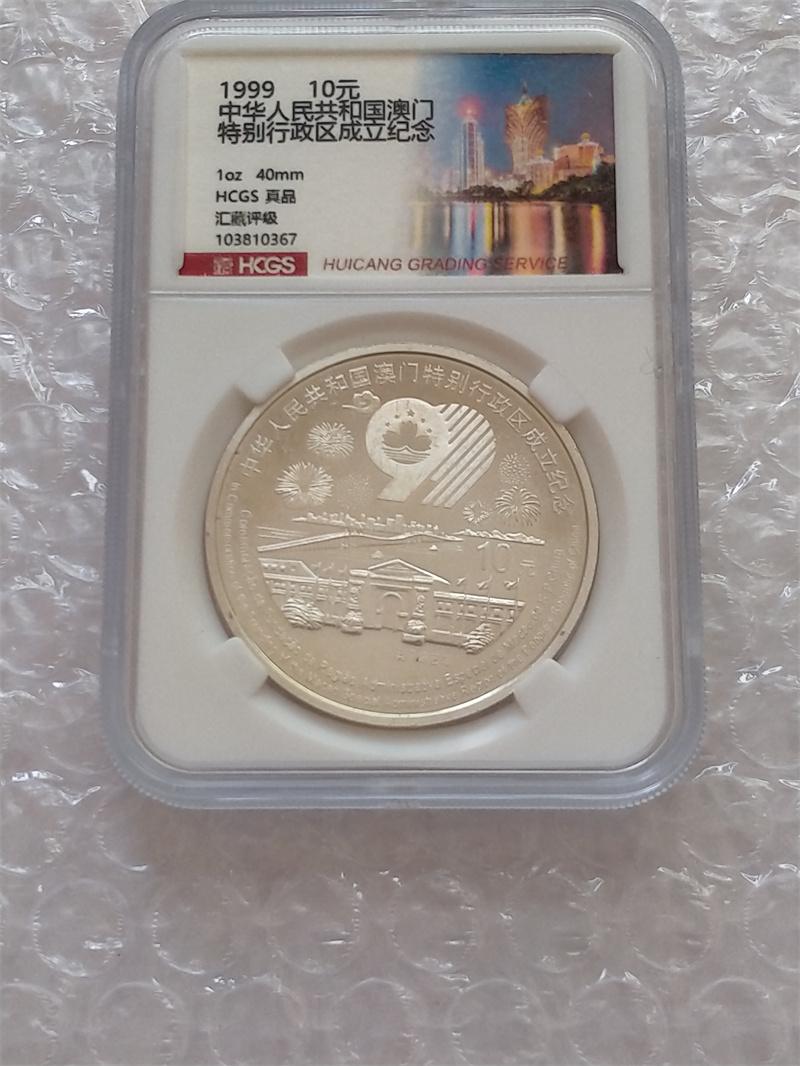 1999 10元
中华人民共和国澳门
特别行政区成立纪念
1oz 40mm
HCGS 真品
汇藏评级
103810367
HCGS HUICANG GRADING SERVICE
中华人民共和国澳门特别行政区成立纪念
99
10元